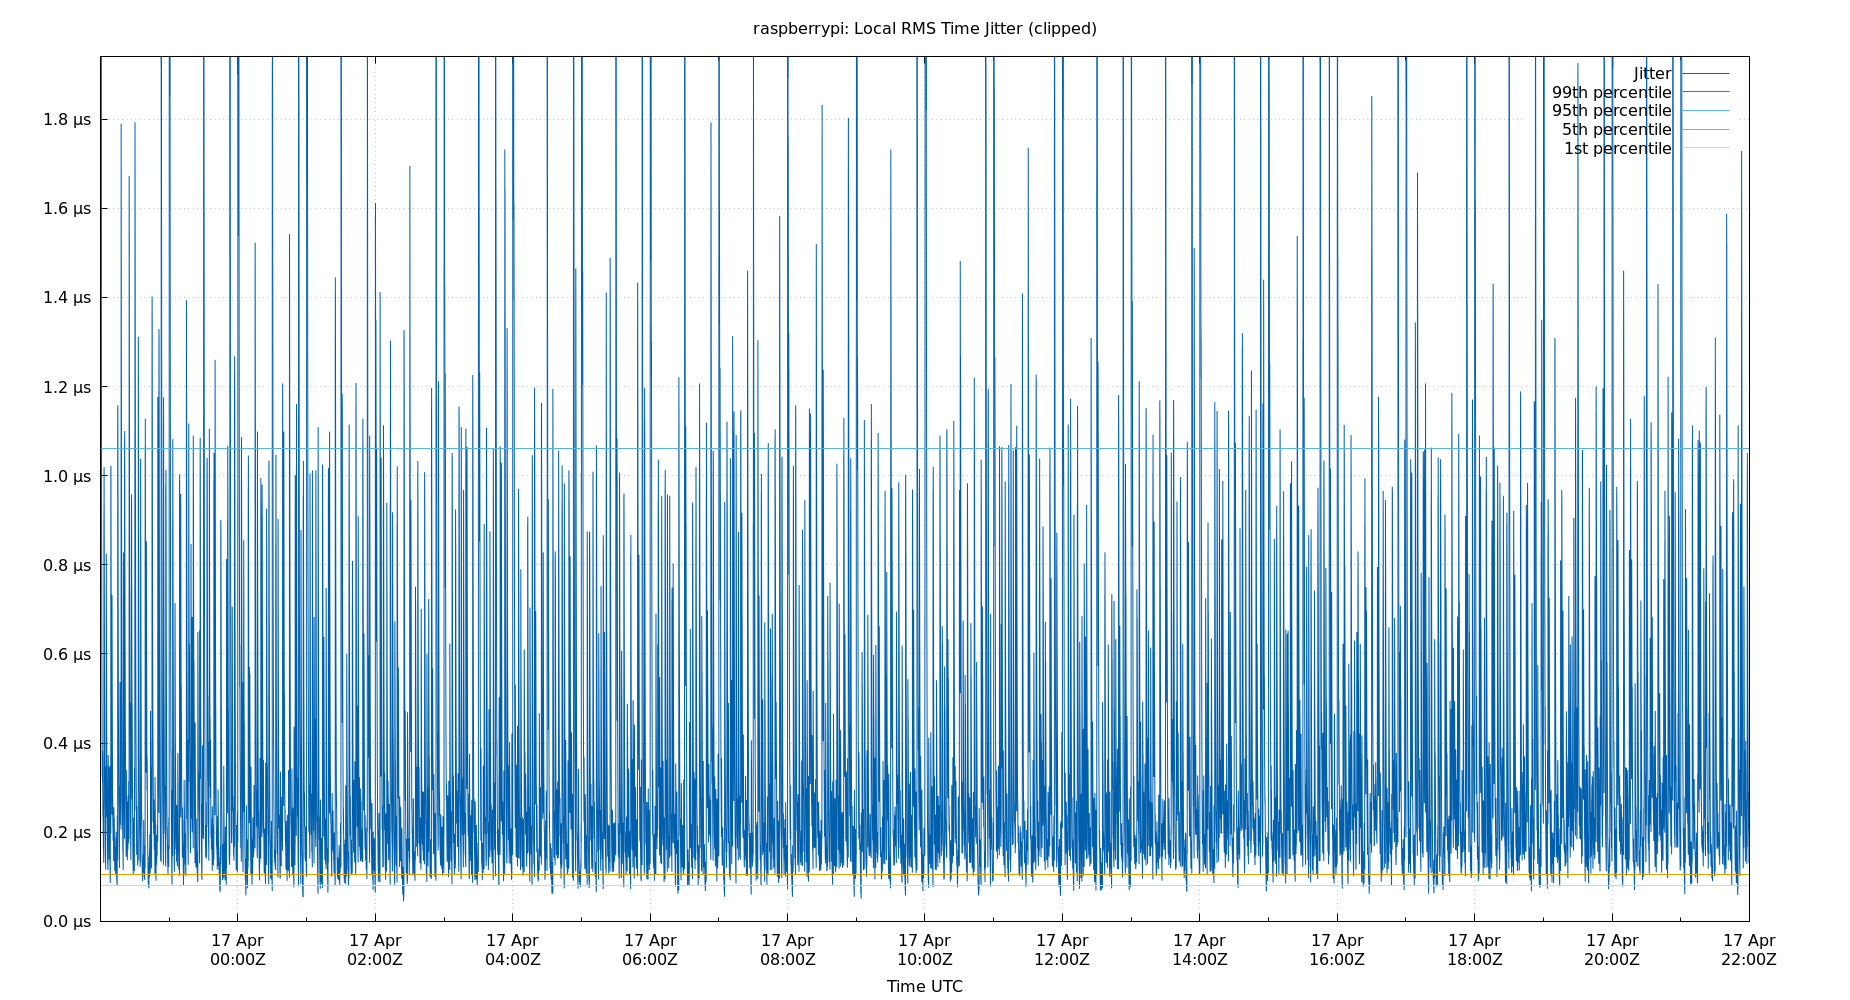 raspberrypi: Local RMS Time Jitter (clipped)
Jitter
99th percentile
95th percentile
5th percentile
1st percentile
1.8 µs
1.6 µs
1.4 µs
1.2 µs
1.0 µs
0.8 µs
0.6 µs
0.4 µs
0.2 µs
0.0 µs
17 Apr 17 Apr 17 Apr 17 Apr 17 Apr 17 Apr 17 Apr 17 Apr 17 Apr 17 Apr 17 Apr 17 Apr
00:00Z 02:00Z 04:00Z 06:00Z 08:00Z 10:00Z 12:00Z 14:00Z 16:00Z 18:00Z 20:00Z 22:00Z
Time UTC